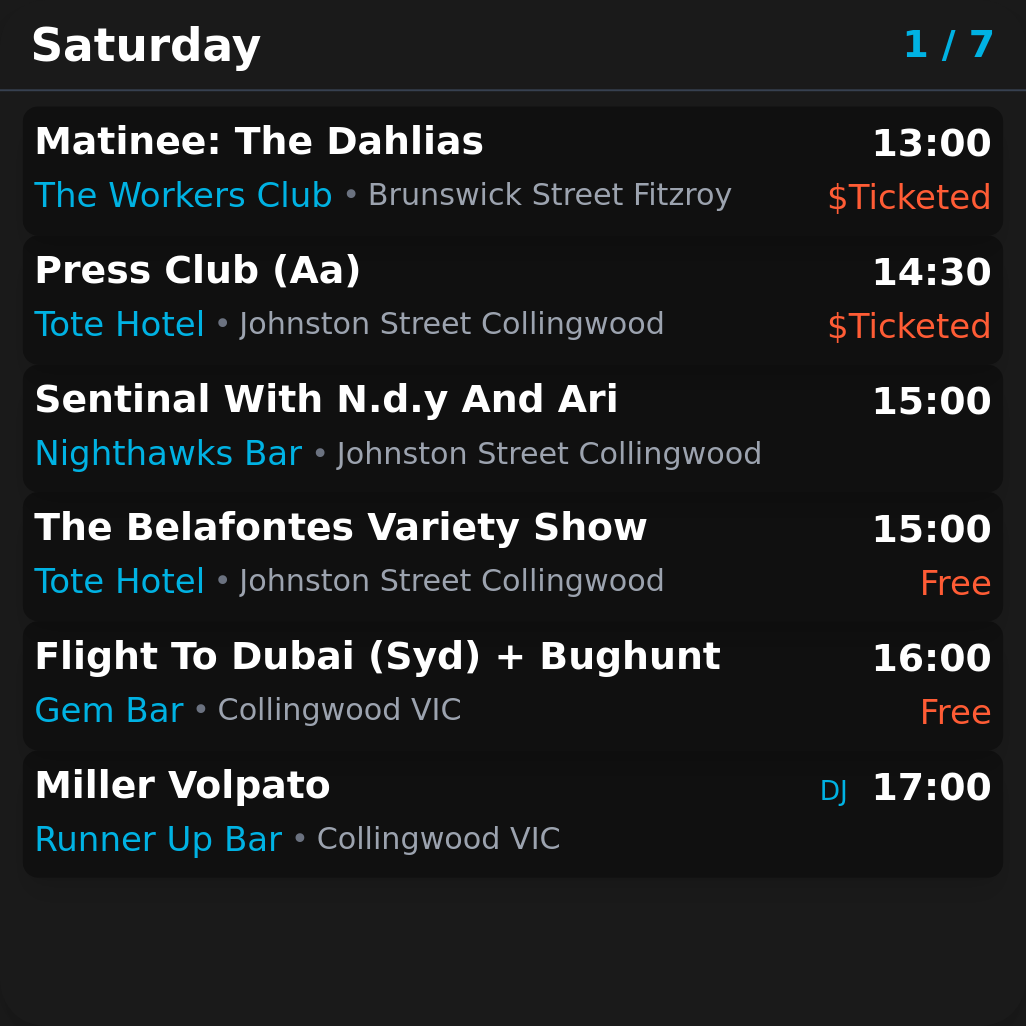 Saturday 1 / 7
Matinee: The Dahlias 13:00
The Workers Club • Brunswick Street Fitzroy $Ticketed
Press Club (Aa) 14:30
Tote Hotel • Johnston Street Collingwood $Ticketed
Sentinal With N.d.y And Ari 15:00
Nighthawks Bar • Johnston Street Collingwood
The Belafontes Variety Show 15:00
Tote Hotel • Johnston Street Collingwood Free
Flight To Dubai (Syd) + Bughunt 16:00
Gem Bar • Collingwood VIC Free
Miller Volpato DJ 17:00
Runner Up Bar • Collingwood VIC